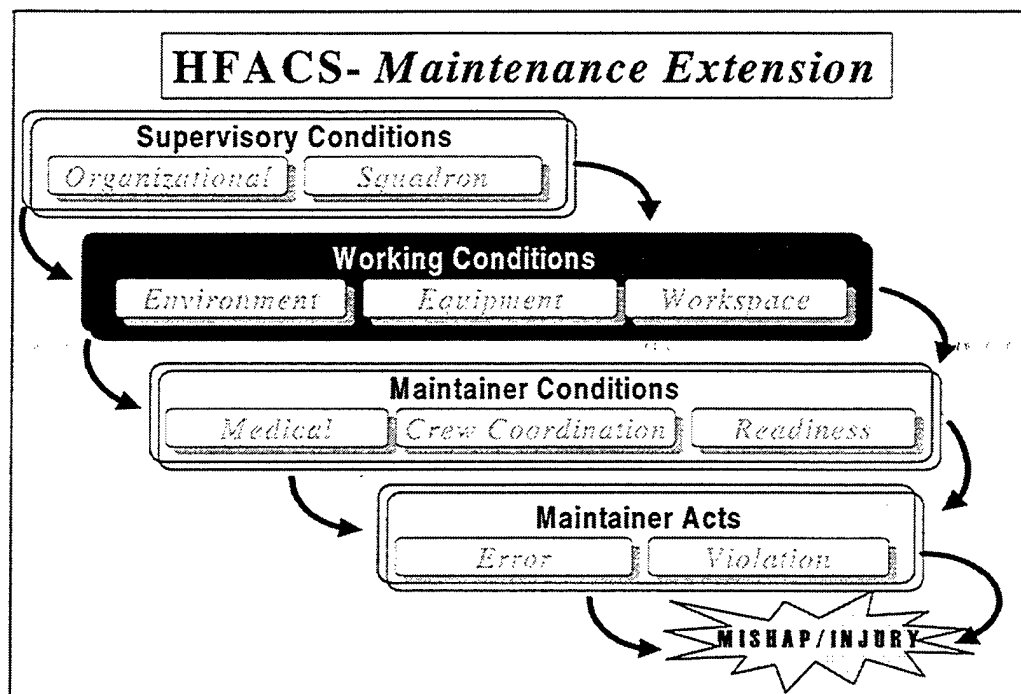 HFACS- Maintenance Extension
Supervisory Conditions
Organizational Squadron
Working Conditions
Environment Equipment Workspace
Maintainer Conditions
Medical Crew Coordination Readiness
Maintainer Acts
Error Violation
MISHAP/INJURY